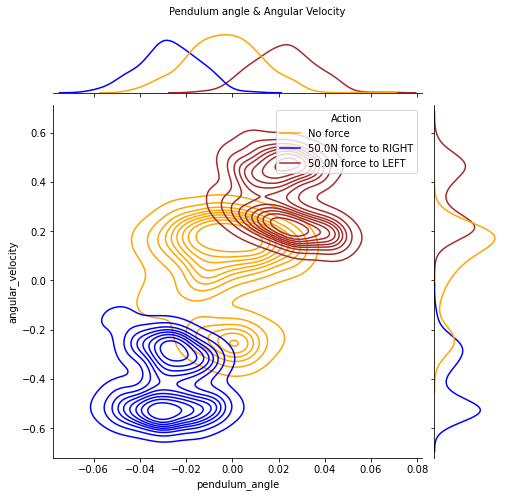 Pendulum angle & Angular Velocity
Action
No force
50.0N force to RIGHT
50.0N force to LEFT
0.6
0.4
0.2
0.0
−0.2
−0.4
−0.6
angular_velocity
−0.06
−0.04
−0.02
0.00
0.02
0.04
0.06
0.08
pendulum_angle